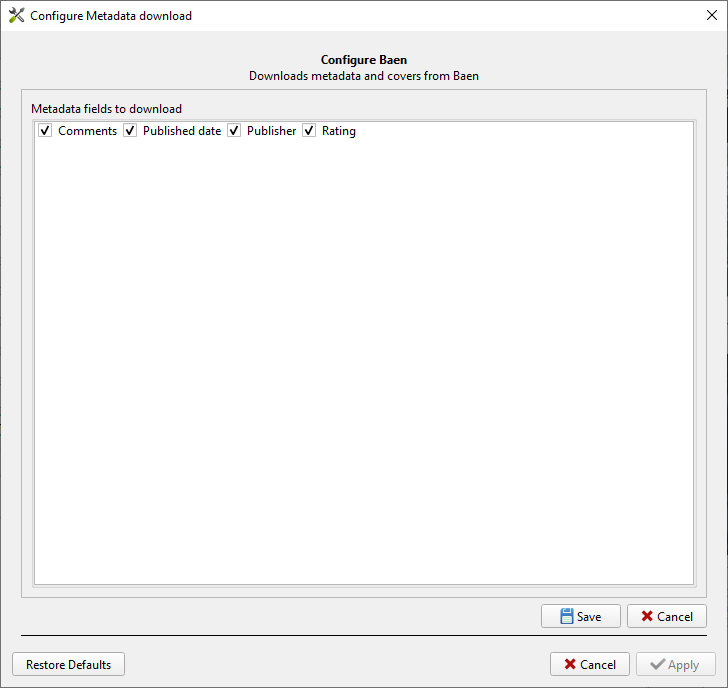 Configure Metadata download
Configure Baen
Downloads metadata and covers from Baen
Metadata fields to download
Comments Published date Publisher Rating
Save Cancel
Restore Defaults Cancel Apply